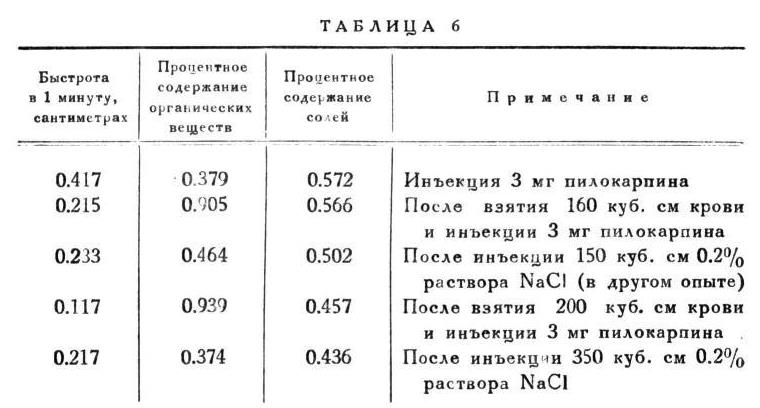 ТАБЛИЦА 6
Быстрота в 1 минуту, сантиметрах | Процентное содержание органических веществ | Процентное содержание солей | Примечание
0.417 | 0.379 | 0.572 | Инъекция 3 мг пилокарпина
0.215 | 0.905 | 0.566 | После взятия 160 куб. см крови
и инъекции 3 мг пилокарпина
0.233 | 0.464 | 0.502 | После инъекции 150 куб. см 0.2%
раствора NaCl (в другом опыте)
0.117 | 0.939 | 0.457 | После взятия 200 куб. см крови
и инъекции 3 мг пилокарпина
0.217 | 0.374 | 0.436 | После инъекции 350 куб. см 0.2%
раствора NaCl